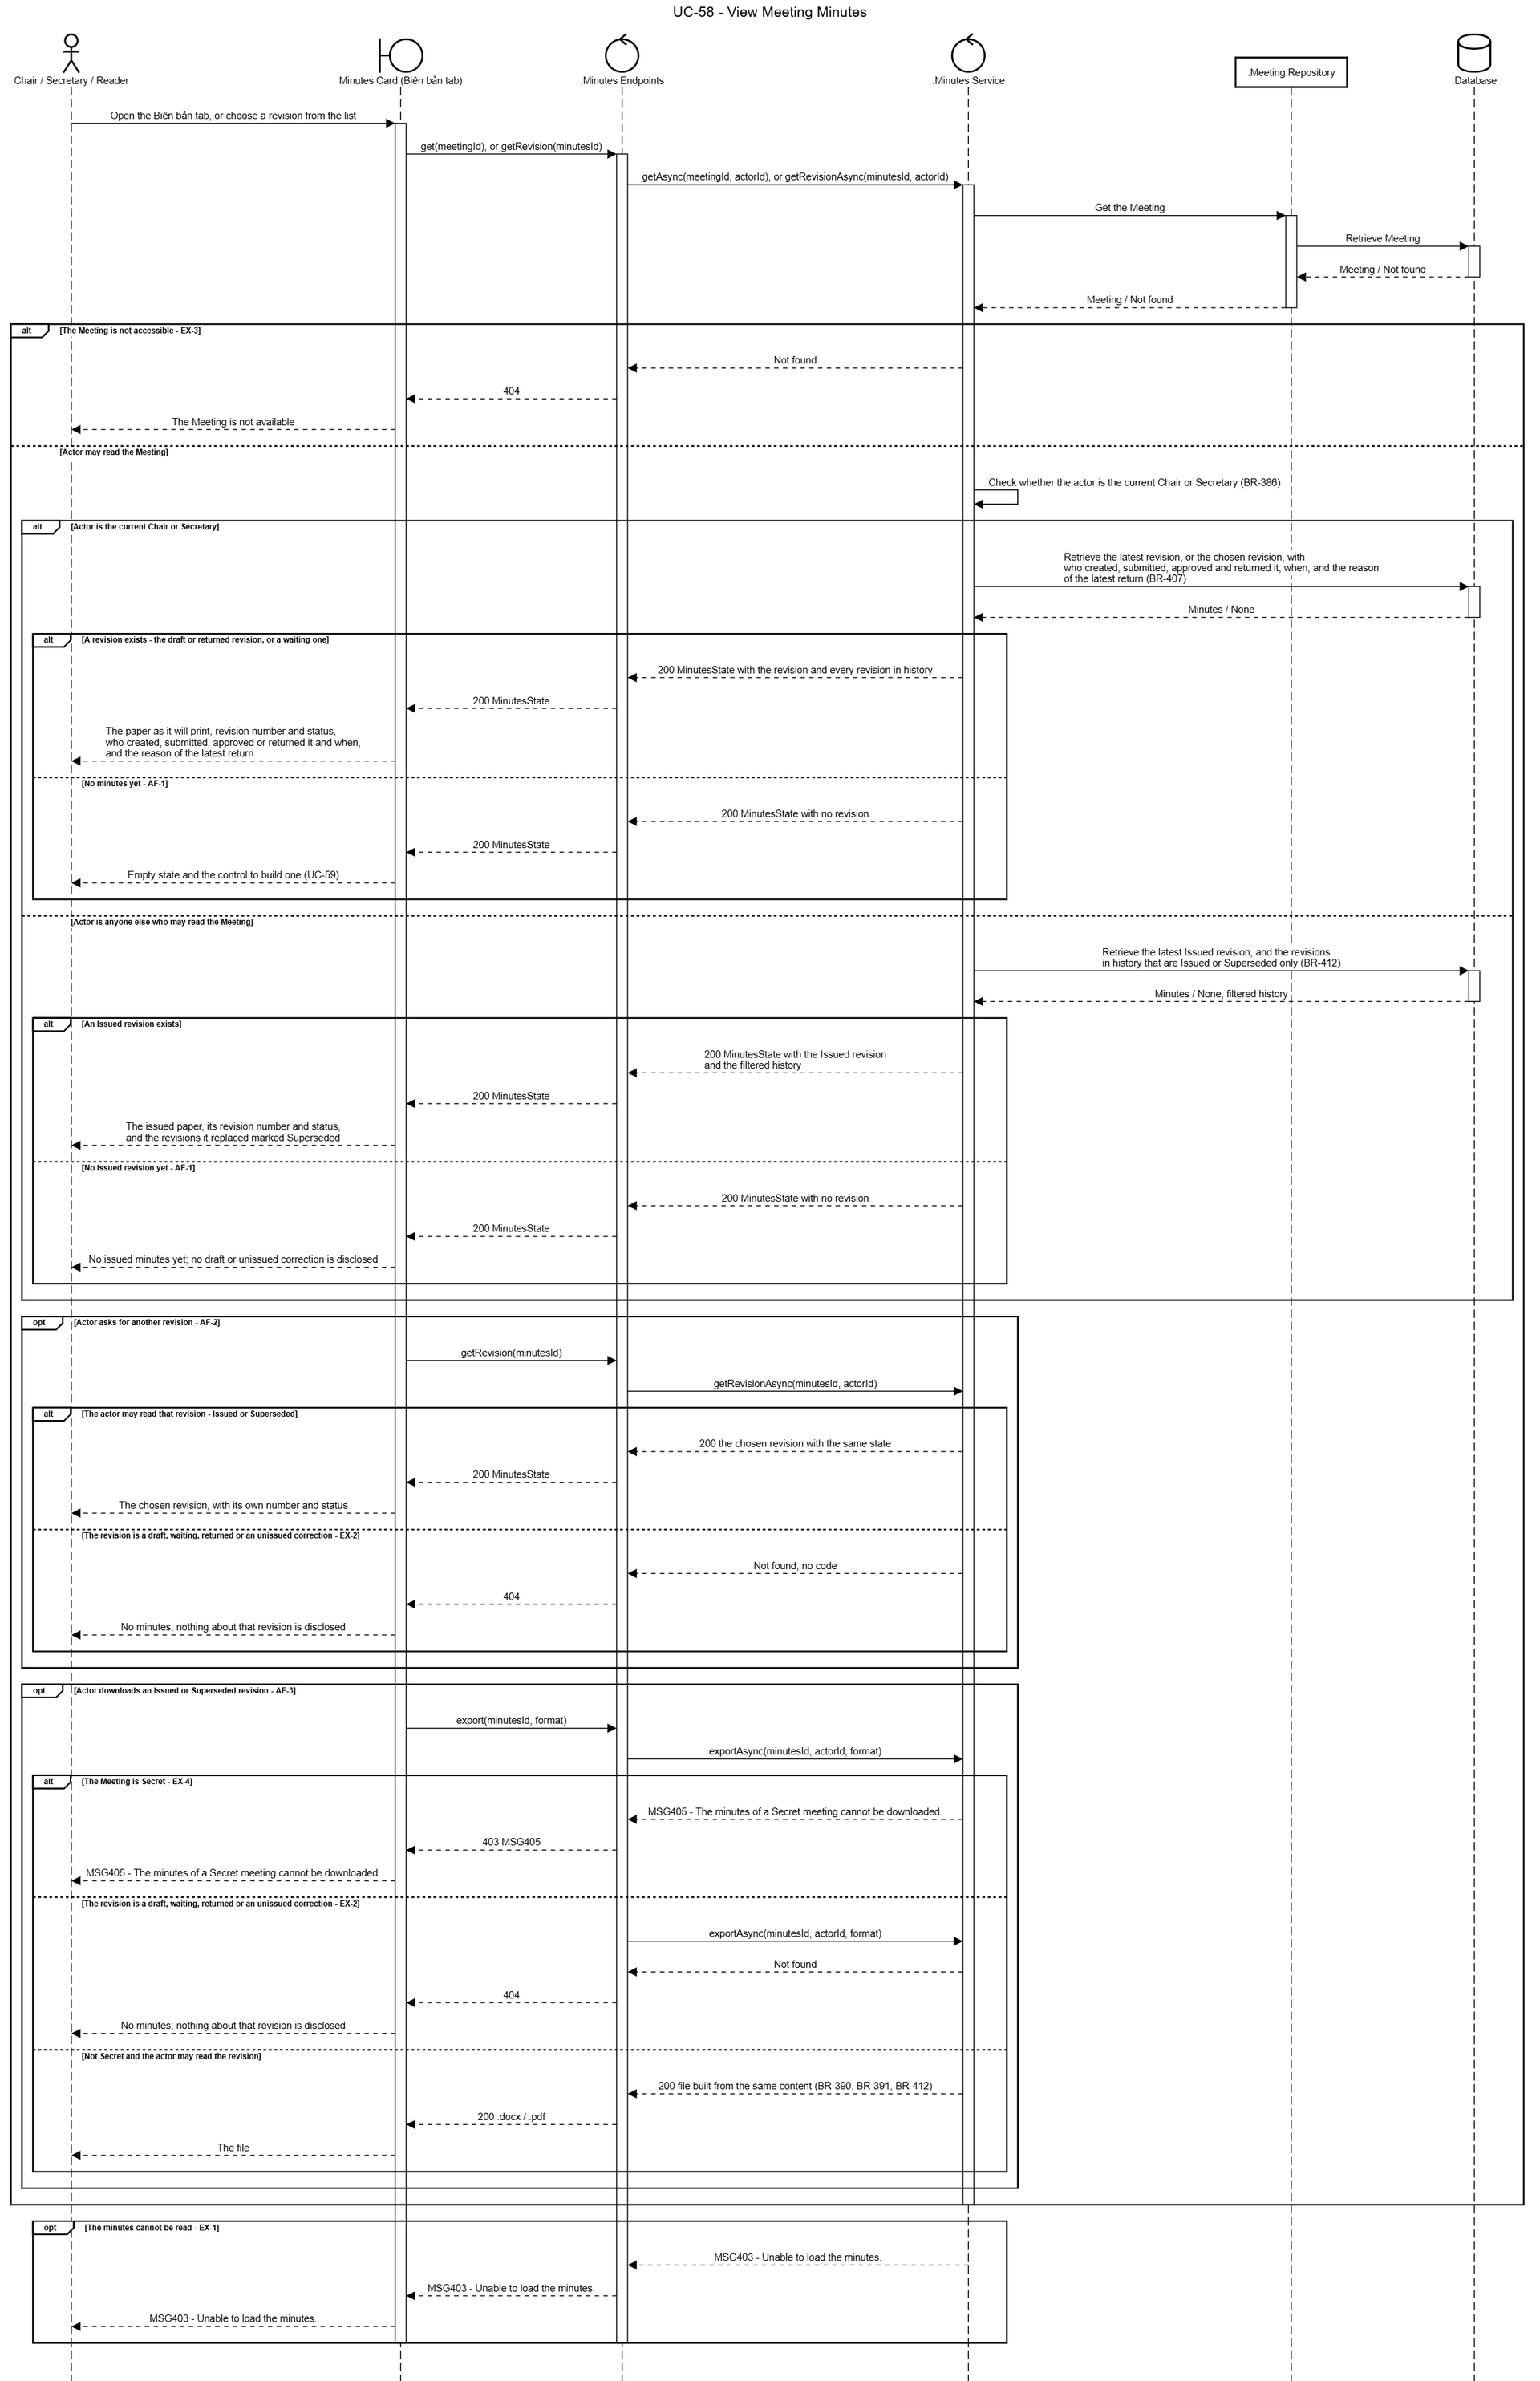 UC-58 - View Meeting Minutes
Chair / Secretary / Reader
Minutes Card (Biên bản tab)
:Minutes Endpoints
:Minutes Service
:Meeting Repository
:Database
Open the Biên bản tab, or choose a revision from the list
get(meetingId), or getRevision(minutesId)
getAsync(meetingId, actorId), or getRevisionAsync(minutesId, actorId)
Get the Meeting
Retrieve Meeting
Meeting / Not found
Meeting / Not found
alt [The Meeting is not accessible - EX-3]
Not found
404
The Meeting is not available
[Actor may read the Meeting]
Check whether the actor is the current Chair or Secretary (BR-386)
alt [Actor is the current Chair or Secretary]
Retrieve the latest revision, or the chosen revision, with
who created, submitted, approved and returned it, when, and the reason
of the latest return (BR-407)
Minutes / None
alt [A revision exists - the draft or returned revision, or a waiting one]
200 MinutesState with the revision and every revision in history
200 MinutesState
The paper as it will print, revision number and status,
who created, submitted, approved or returned it and when,
and the reason of the latest return
[No minutes yet - AF-1]
200 MinutesState with no revision
200 MinutesState
Empty state and the control to build one (UC-59)
[Actor is anyone else who may read the Meeting]
Retrieve the latest Issued revision, and the revisions
in history that are Issued or Superseded only (BR-412)
Minutes / None, filtered history
alt [An Issued revision exists]
200 MinutesState with the Issued revision
and the filtered history
200 MinutesState
The issued paper, its revision number and status,
and the revisions it replaced marked Superseded
[No Issued revision yet - AF-1]
200 MinutesState with no revision
200 MinutesState
No issued minutes yet; no draft or unissued correction is disclosed
opt [Actor asks for another revision - AF-2]
getRevision(minutesId)
getRevisionAsync(minutesId, actorId)
alt [The actor may read that revision - Issued or Superseded]
200 the chosen revision with the same state
200 MinutesState
The chosen revision, with its own number and status
[The revision is a draft, waiting, returned or an unissued correction - EX-2]
Not found, no code
404
No minutes; nothing about that revision is disclosed
opt [Actor downloads an Issued or Superseded revision - AF-3]
export(minutesId, format)
exportAsync(minutesId, actorId, format)
alt [The Meeting is Secret - EX-4]
MSG405 - The minutes of a Secret meeting cannot be downloaded.
403 MSG405
MSG405 - The minutes of a Secret meeting cannot be downloaded.
[The revision is a draft, waiting, returned or an unissued correction - EX-2]
exportAsync(minutesId, actorId, format)
Not found
404
No minutes; nothing about that revision is disclosed
[Not Secret and the actor may read the revision]
200 file built from the same content (BR-390, BR-391, BR-412)
200 .docx / .pdf
The file
opt [The minutes cannot be read - EX-1]
MSG403 - Unable to load the minutes.
MSG403 - Unable to load the minutes.
MSG403 - Unable to load the minutes.